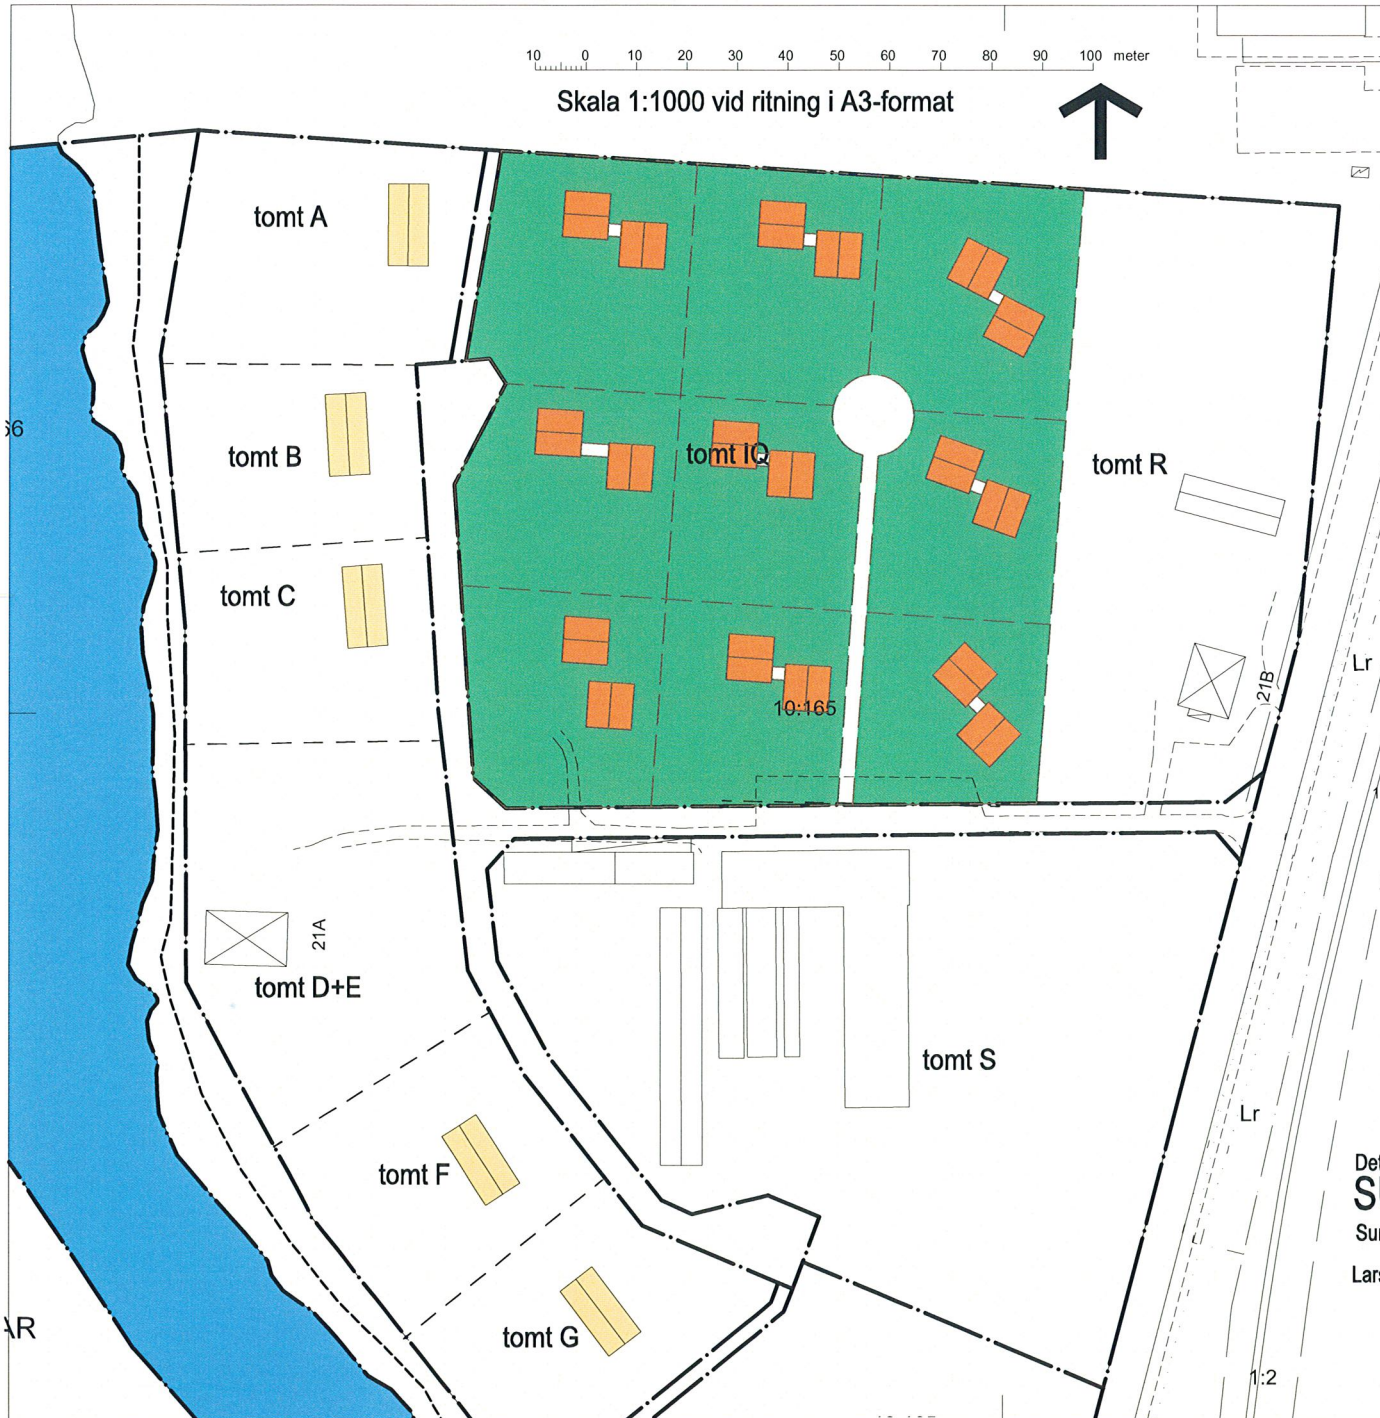 10 0 10 20 30 40 50 60 70 80 90 100 meter
Skala 1:1000 vid ritning i A3-format
tomt A
tomt B
tomt IQ
tomt R
tomt C
Lr
21B
10:165
21A
tomt D+E
tomt S
Lr
tomt F
tomt G
1:2